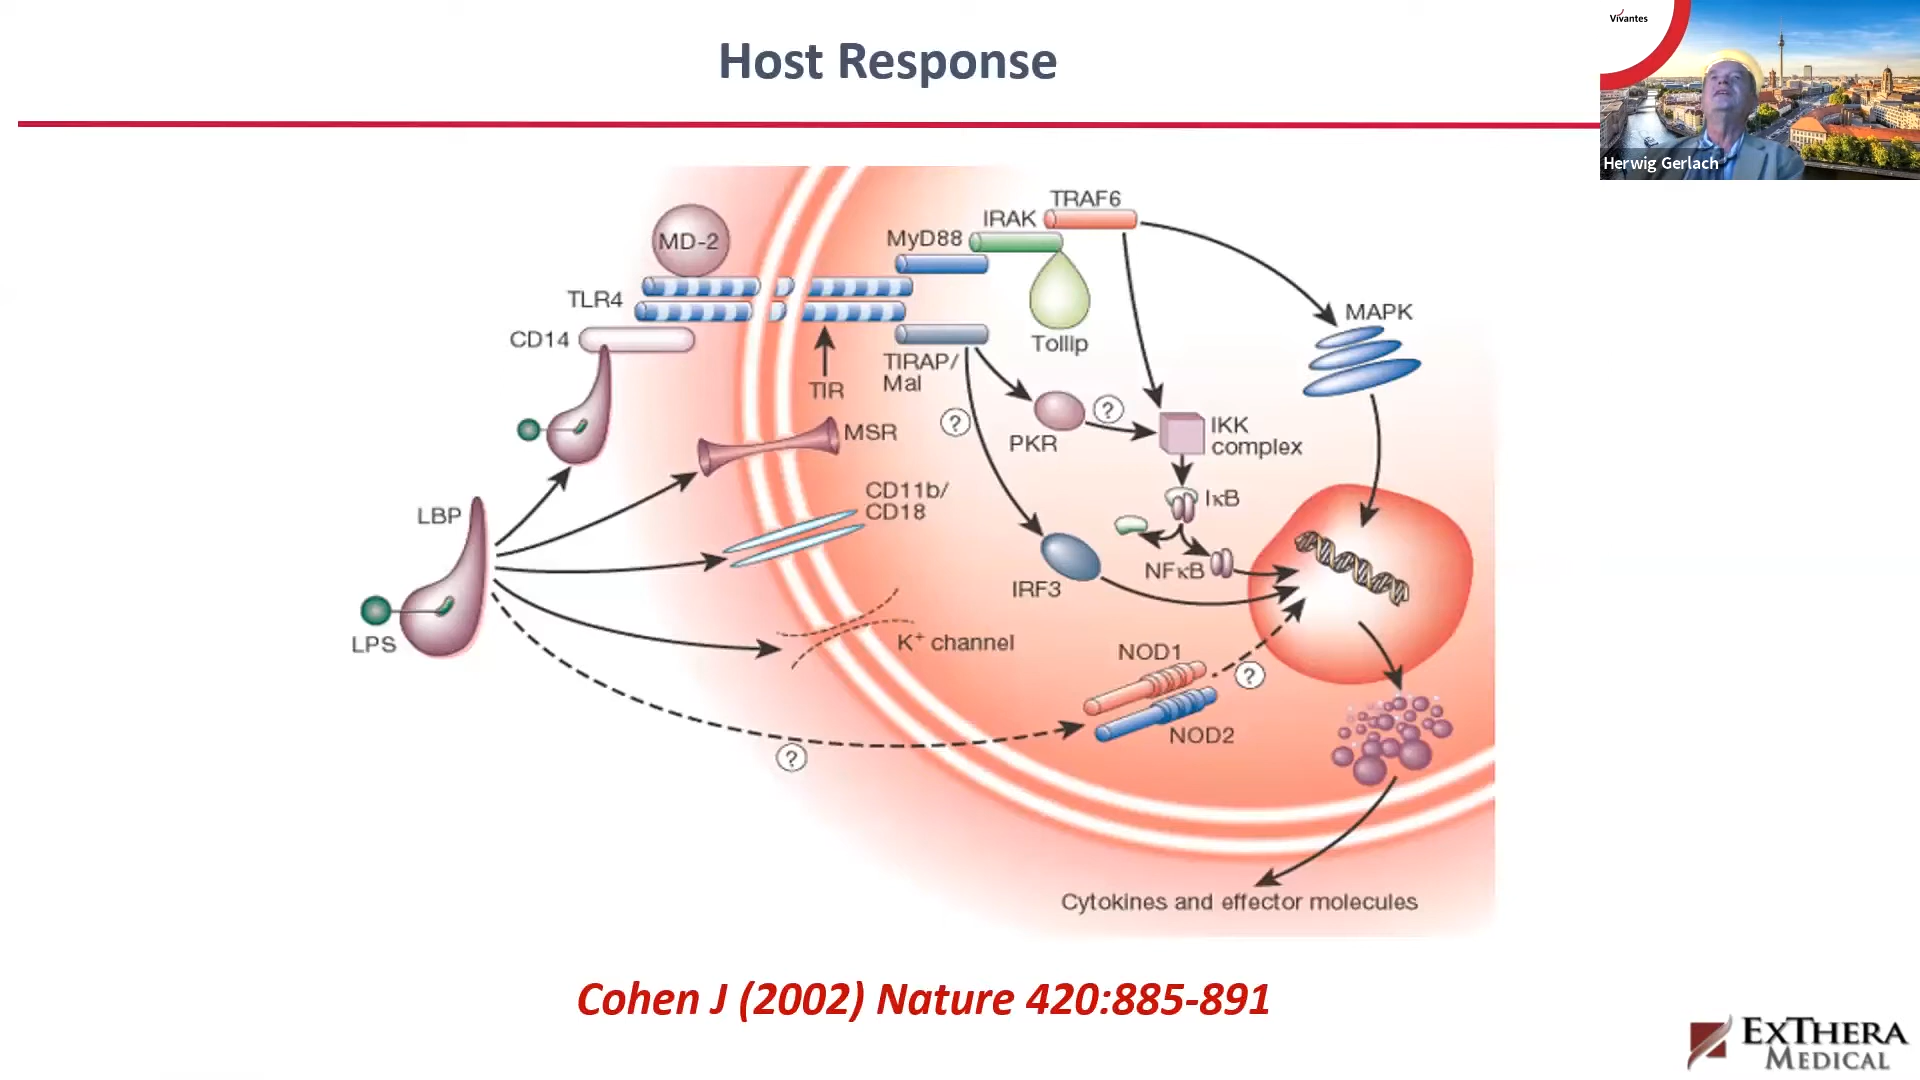 Host Response
Vivantes
Herwig Gerlach
TRAF6
IRAK
MyD88
MD-2
TLR4
MAPK
CD14
Tollip
TIRAP/
Mal
TIR
?
?
MSR
PKR
IKK
complex
CD11b/
CD18
IκB
LBP
NFκB
IRF3
LPS
K+ channel
NOD1
?
NOD2
?
Cytokines and effector molecules
Cohen J (2002) Nature 420:885-891
EXTHERA
MEDICAL